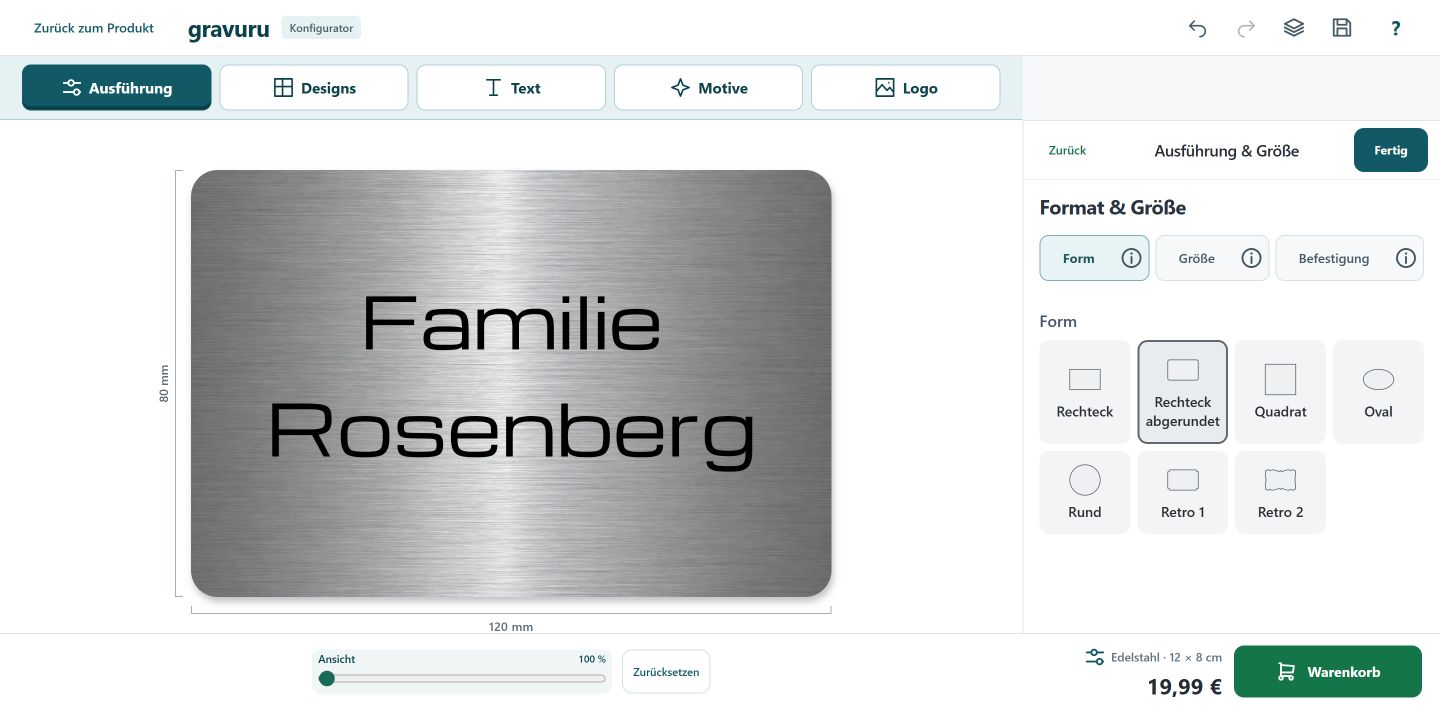 Zurück zum Produkt
gravuru
Konfigurator
?
Ausführung
Designs
Text
Motive
Logo
Zurück
Ausführung & Größe
Fertig
Format & Größe
Form
Größe
Befestigung
Form
Rechteck
Rechteck
abgerundet
Quadrat
Oval
Rund
Retro 1
Retro 2
Familie
Rosenberg
80 mm
120 mm
Ansicht
100 %
Zurücksetzen
Edelstahl · 12 × 8 cm
19,99 €
Warenkorb